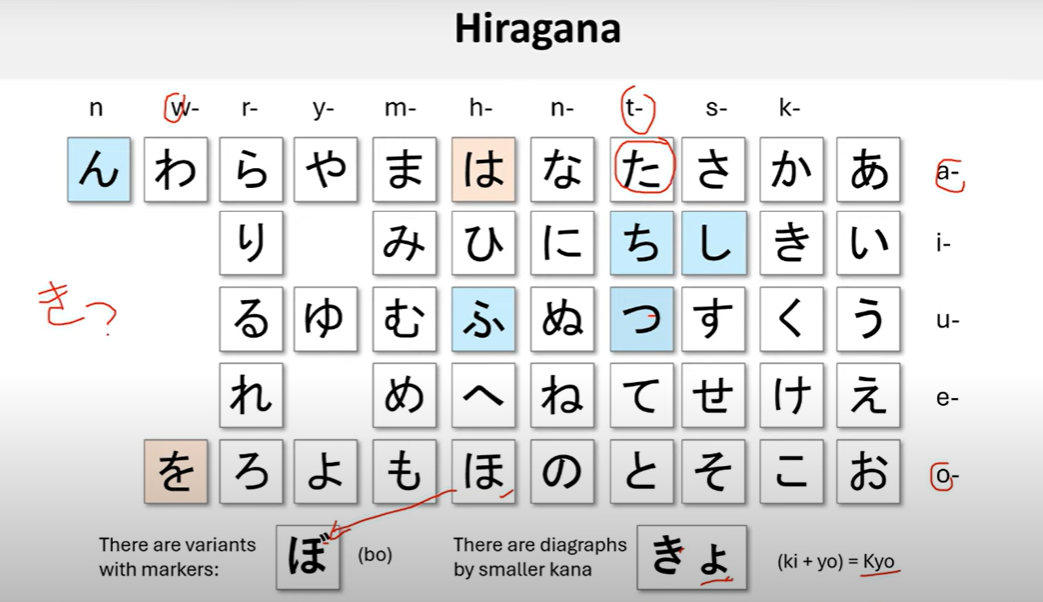 Hiragana
n w- r- y- m- h- n- t- s- k-
ん わ ら や ま は な た さ か あ a-
り み ひ に ち し き い i-
きっ る ゆ む ふ ぬ つ す く う u-
れ め へ ね て せ け え e-
を ろ よ も ほ の と そ こ お o-
There are variants
with markers:
ぼ (bo)
There are diagraphs
by smaller kana
きょ (ki + yo) = Kyo